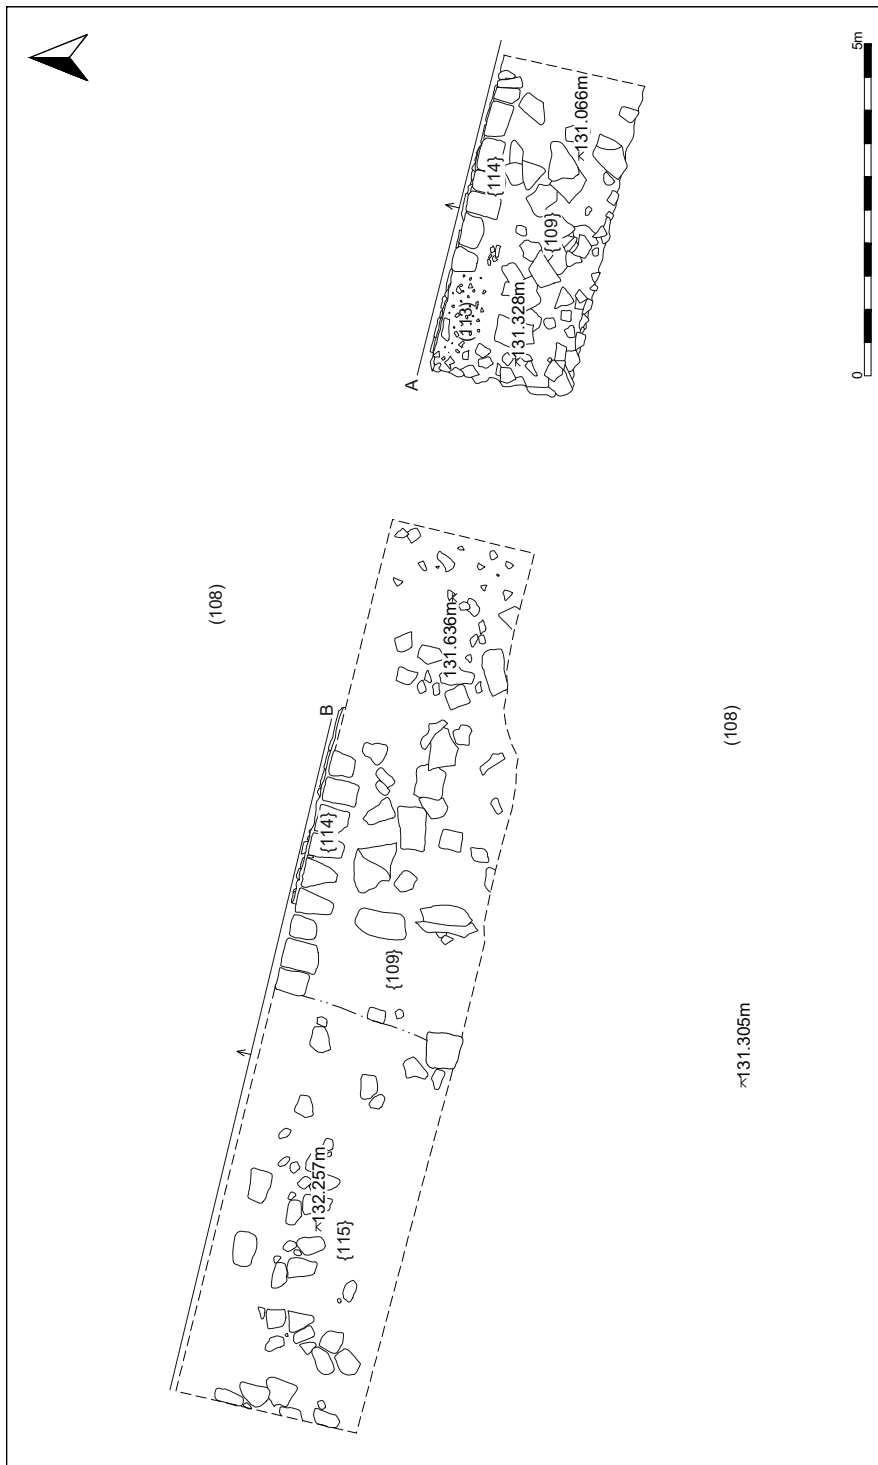 5m
131.066m
{114}
{109}
(113)
131.328m
0
A
(108)
131.636m
B
(108)
{114}
{109}
131.305m
132.257m
{115}